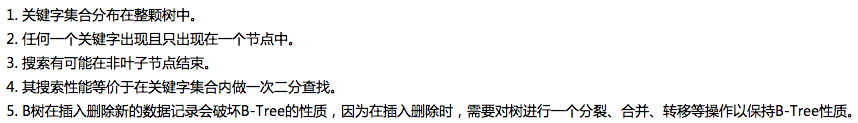 1. 关键字集合分布在整颗树中。
2. 任何一个关键字出现且只出现在一个节点中。
3. 搜索有可能在非叶子节点结束。
4. 其搜索性能等价于在关键字集合内做一次二分查找。
5. B树在插入删除新的数据记录会破坏B-Tree的性质，因为在插入删除时，需要对树进行一个分裂、合并、转移等操作以保持B-Tree性质。